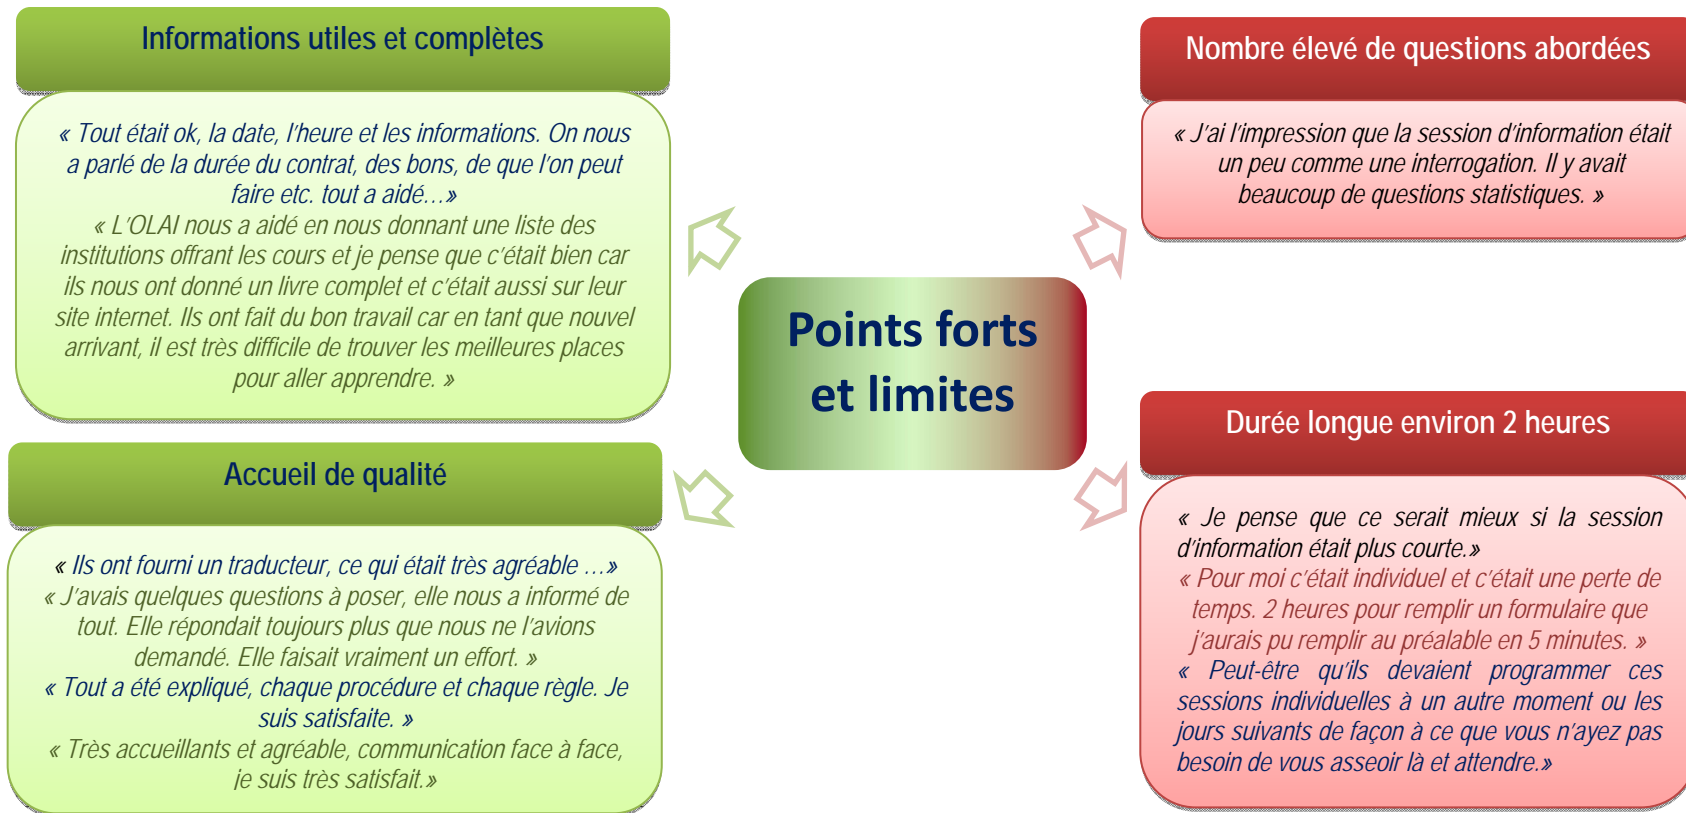 Informations utiles et complètes
« Tout était ok, la date, l'heure et les informations. On nous
a parlé de la durée du contrat, des bons, de que l'on peut
faire etc. tout a aidé…»
« L'OLAI nous a aidé en nous donnant une liste des
institutions offrant les cours et je pense que c'était bien car
ils nous ont donné un livre complet et c'était aussi sur leur
site internet. Ils ont fait du bon travail car en tant que nouvel
arrivant, il est très difficile de trouver les meilleures places
pour aller apprendre. »
Accueil de qualité
« Ils ont fourni un traducteur, ce qui était très agréable …»
« J'avais quelques questions à poser, elle nous a informé de
tout. Elle répondait toujours plus que nous ne l'avions
demandé. Elle faisait vraiment un effort. »
« Tout a été expliqué, chaque procédure et chaque règle. Je
suis satisfaite. »
« Très accueillants et agréable, communication face à face,
je suis très satisfait.»
Points forts
et limites
Nombre élevé de questions abordées
« J'ai l'impression que la session d'information était
un peu comme une interrogation. Il y avait
beaucoup de questions statistiques. »
Durée longue environ 2 heures
« Je pense que ce serait mieux si la session
d'information était plus courte.»
« Pour moi c'était individuel et c'était une perte de
temps. 2 heures pour remplir un formulaire que
j'aurais pu remplir au préalable en 5 minutes. »
« Peut-être qu'ils devaient programmer ces
sessions individuelles à un autre moment ou les
jours suivants de façon à ce que vous n'ayez pas
besoin de vous asseoir là et attendre.»